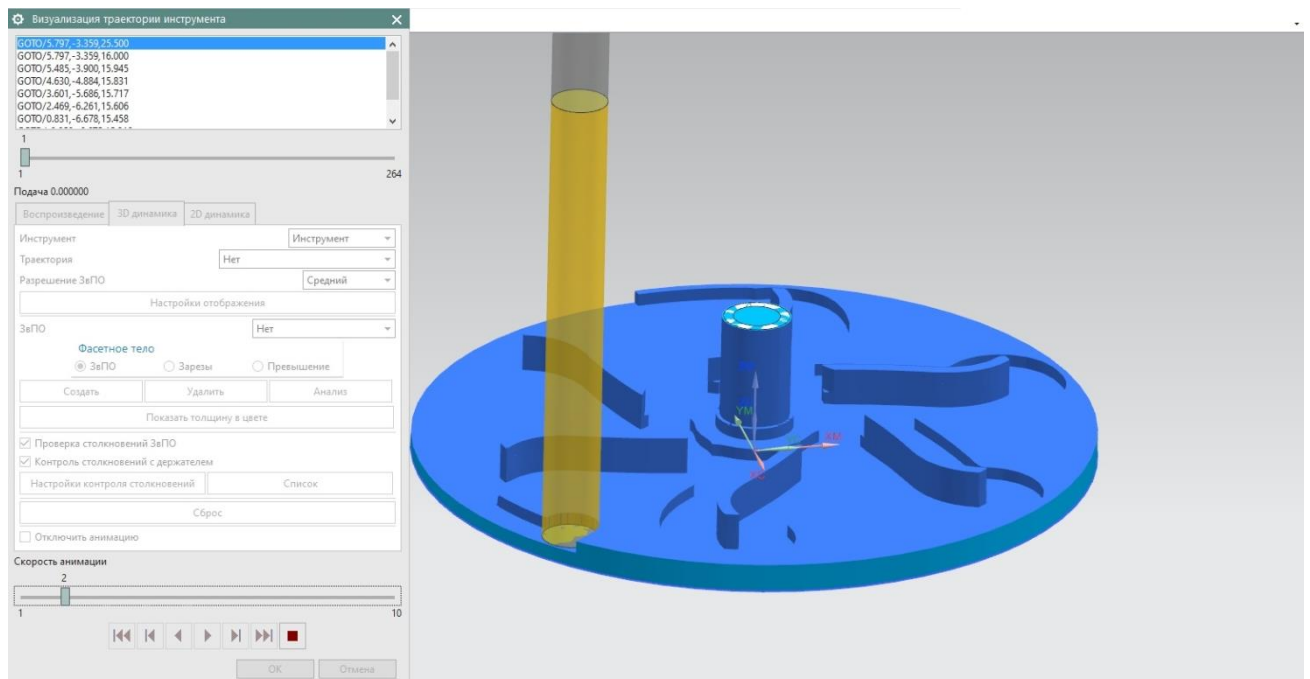 Визуализация траектории инструмента
GOTO/5.797,-3.359,25.500
GOTO/5.797,-3.359,16.000
GOTO/5.485,-3.900,15.945
GOTO/4.630,-4.884,15.831
GOTO/3.601,-5.686,15.717
GOTO/2.469,-6.261,15.606
GOTO/0.831,-6.678,15.458
1
1 264
Подача 0.000000
Воспроизведение 3D динамика 2D динамика
Инструмент Инструмент
Траектория Нет
Разрешение ЗвПО Средний
Настройки отображения
ЗвПО Нет
Фасетное тело
ЗвПО Зарезы Превышение
Создать Удалить Анализ
Показать толщину в цвете
Проверка столкновений ЗвПО
Контроль столкновений с держателем
Настройки контроля столкновений Список
Сброс
Отключить анимацию
Скорость анимации
2
1 10
OK Отмена
YM
XM